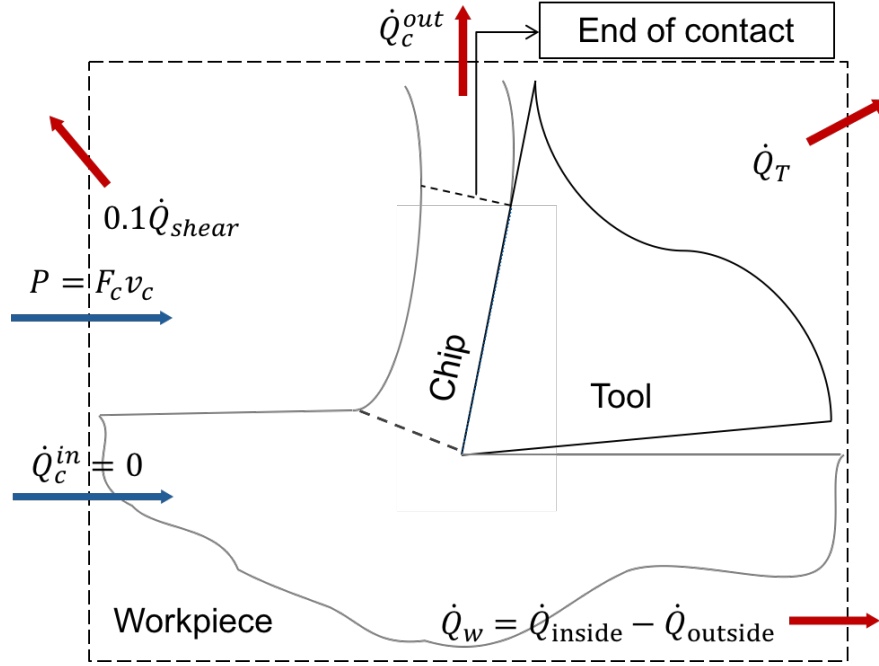 Q̇_c^out
End of contact
Q̇_T
0.1Q̇_shear
P = F_c v_c
Chip
Tool
Q̇_c^in = 0
Workpiece
Q̇_w = Q̇_inside − Q̇_outside